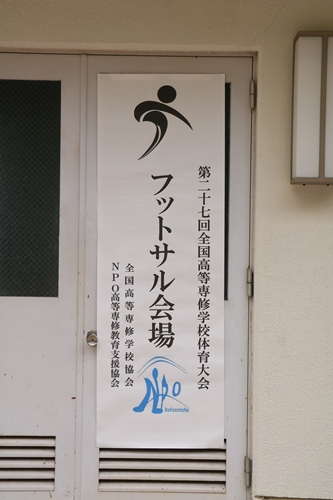 第二十七回全国高等専修学校体育大会
フットサル会場
全国高等専修学校協会
NPO高等専修教育支援協会
NPO